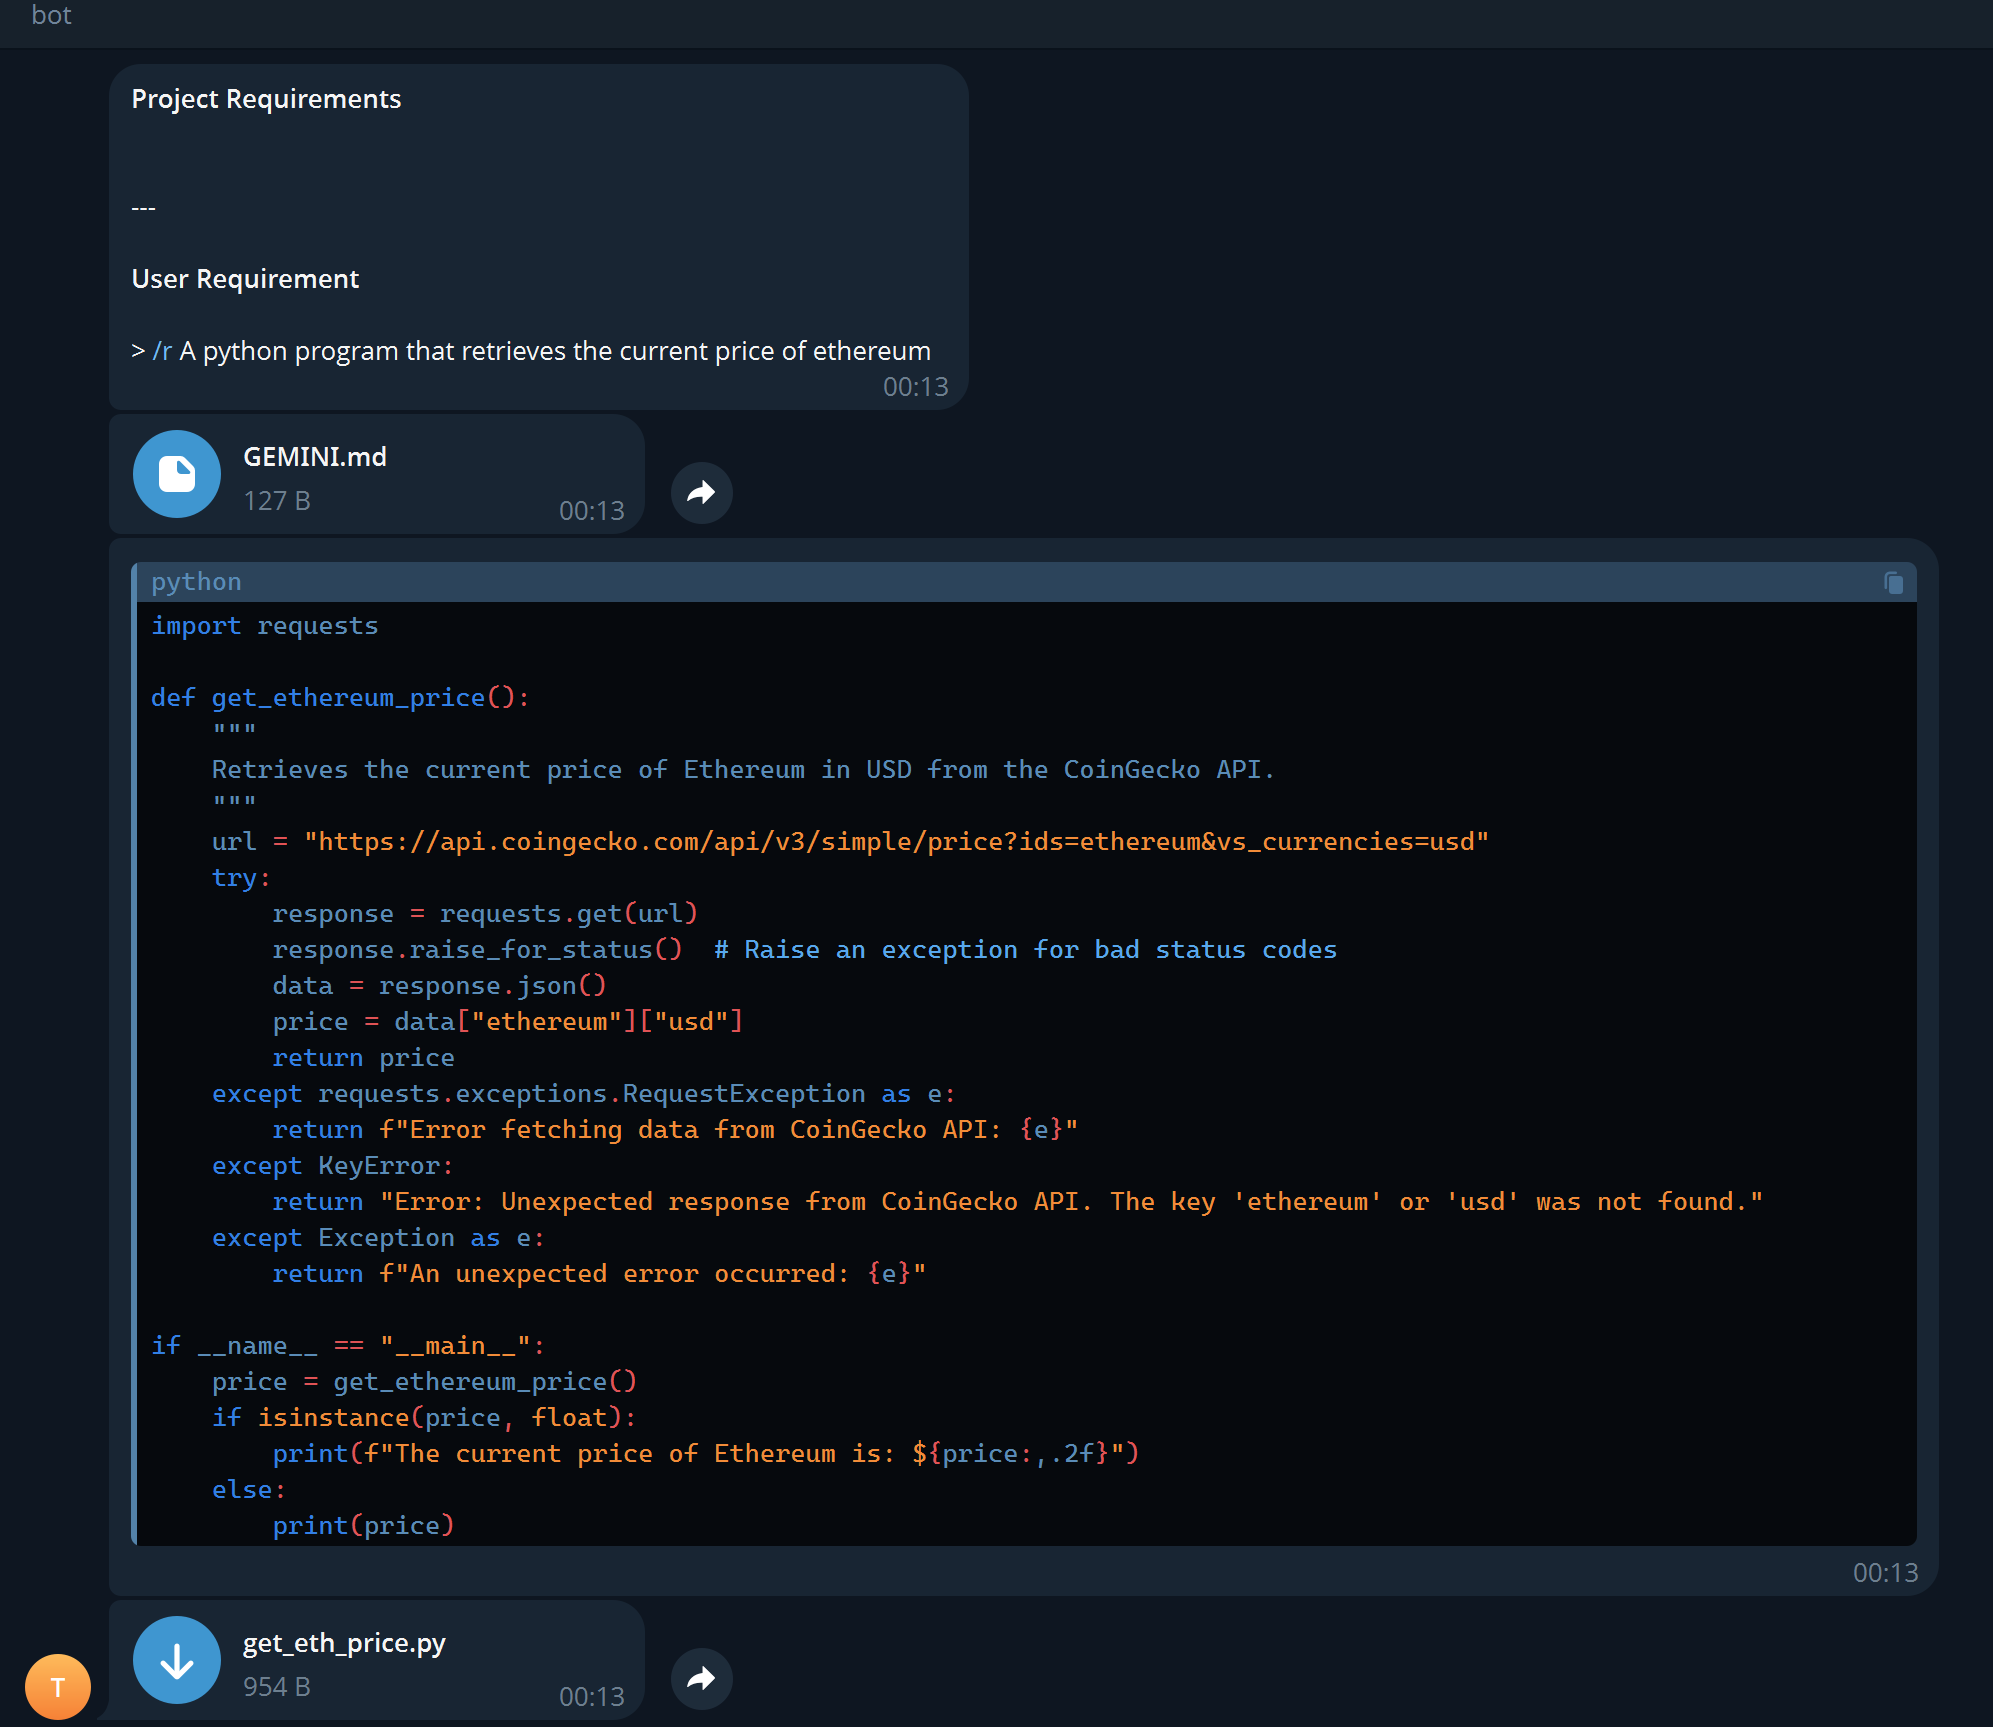 bot
Project Requirements
---
User Requirement
> /r A python program that retrieves the current price of ethereum
00:13
GEMINI.md
127 B
00:13
python
import requests

def get_ethereum_price():
    """
    Retrieves the current price of Ethereum in USD from the CoinGecko API.
    """
    url = "https://api.coingecko.com/api/v3/simple/price?ids=ethereum&vs_currencies=usd"
    try:
        response = requests.get(url)
        response.raise_for_status()  # Raise an exception for bad status codes
        data = response.json()
        price = data["ethereum"]["usd"]
        return price
    except requests.exceptions.RequestException as e:
        return f"Error fetching data from CoinGecko API: {e}"
    except KeyError:
        return "Error: Unexpected response from CoinGecko API. The key 'ethereum' or 'usd' was not found."
    except Exception as e:
        return f"An unexpected error occurred: {e}"

if __name__ == "__main__":
    price = get_ethereum_price()
    if isinstance(price, float):
        print(f"The current price of Ethereum is: ${price:,.2f}")
    else:
        print(price)
00:13
get_eth_price.py
954 B
00:13
T